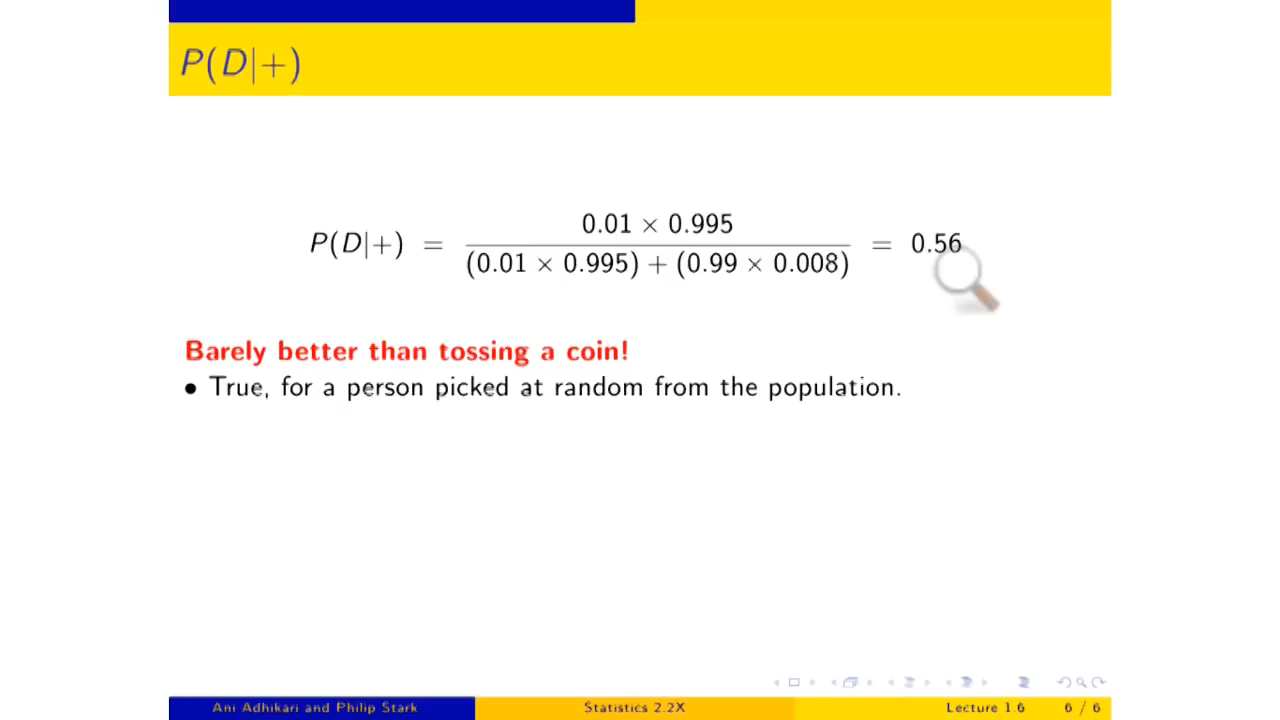 P(D|+)
P(D|+) = 0.01 × 0.995 / (0.01 × 0.995) + (0.99 × 0.008) = 0.56
Barely better than tossing a coin!
• True, for a person picked at random from the population.
Ani Adhikari and Philip Stark Statistics 2.2X Lecture 1.6 6 / 6